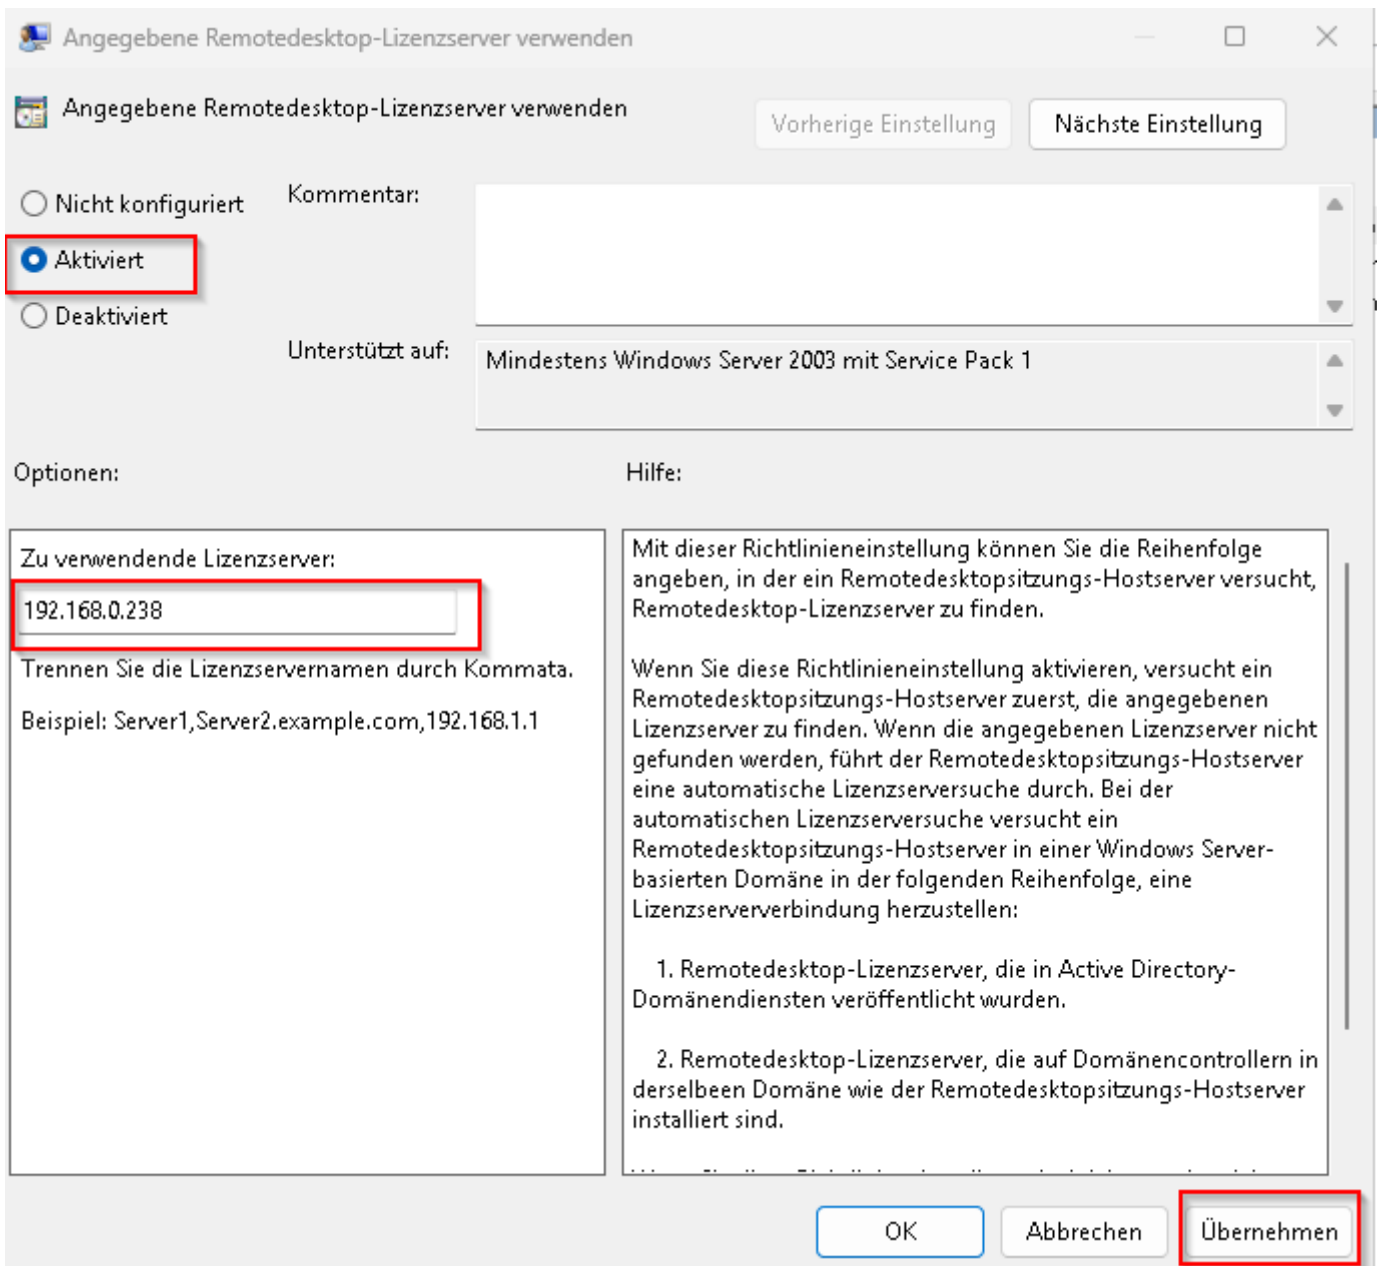 Angegebene Remotedesktop-Lizenzserver verwenden
Angegebene Remotedesktop-Lizenzserver verwenden
Vorherige Einstellung
Nächste Einstellung
Nicht konfiguriert
Kommentar:
Aktiviert
Deaktiviert
Unterstützt auf:
Mindestens Windows Server 2003 mit Service Pack 1
Optionen:
Hilfe:
Zu verwendende Lizenzserver:
192.168.0.238
Trennen Sie die Lizenzservernamen durch Kommata.
Beispiel: Server1,Server2.example.com,192.168.1.1
Mit dieser Richtlinieneinstellung können Sie die Reihenfolge
angeben, in der ein Remotedesktopsitzungs-Hostserver versucht,
Remotedesktop-Lizenzserver zu finden.
Wenn Sie diese Richtlinieneinstellung aktivieren, versucht ein
Remotedesktopsitzungs-Hostserver zuerst, die angegebenen
Lizenzserver zu finden. Wenn die angegebenen Lizenzserver nicht
gefunden werden, führt der Remotedesktopsitzungs-Hostserver
eine automatische Lizenzserversuche durch. Bei der
automatischen Lizenzserversuche versucht ein
Remotedesktopsitzungs-Hostserver in einer Windows Server-
basierten Domäne in der folgenden Reihenfolge, eine
Lizenzserververbindung herzustellen:
1. Remotedesktop-Lizenzserver, die in Active Directory-
Domänendiensten veröffentlicht wurden.
2. Remotedesktop-Lizenzserver, die auf Domänencontrollern in
derselbeen Domäne wie der Remotedesktopsitzungs-Hostserver
installiert sind.
OK
Abbrechen
Übernehmen